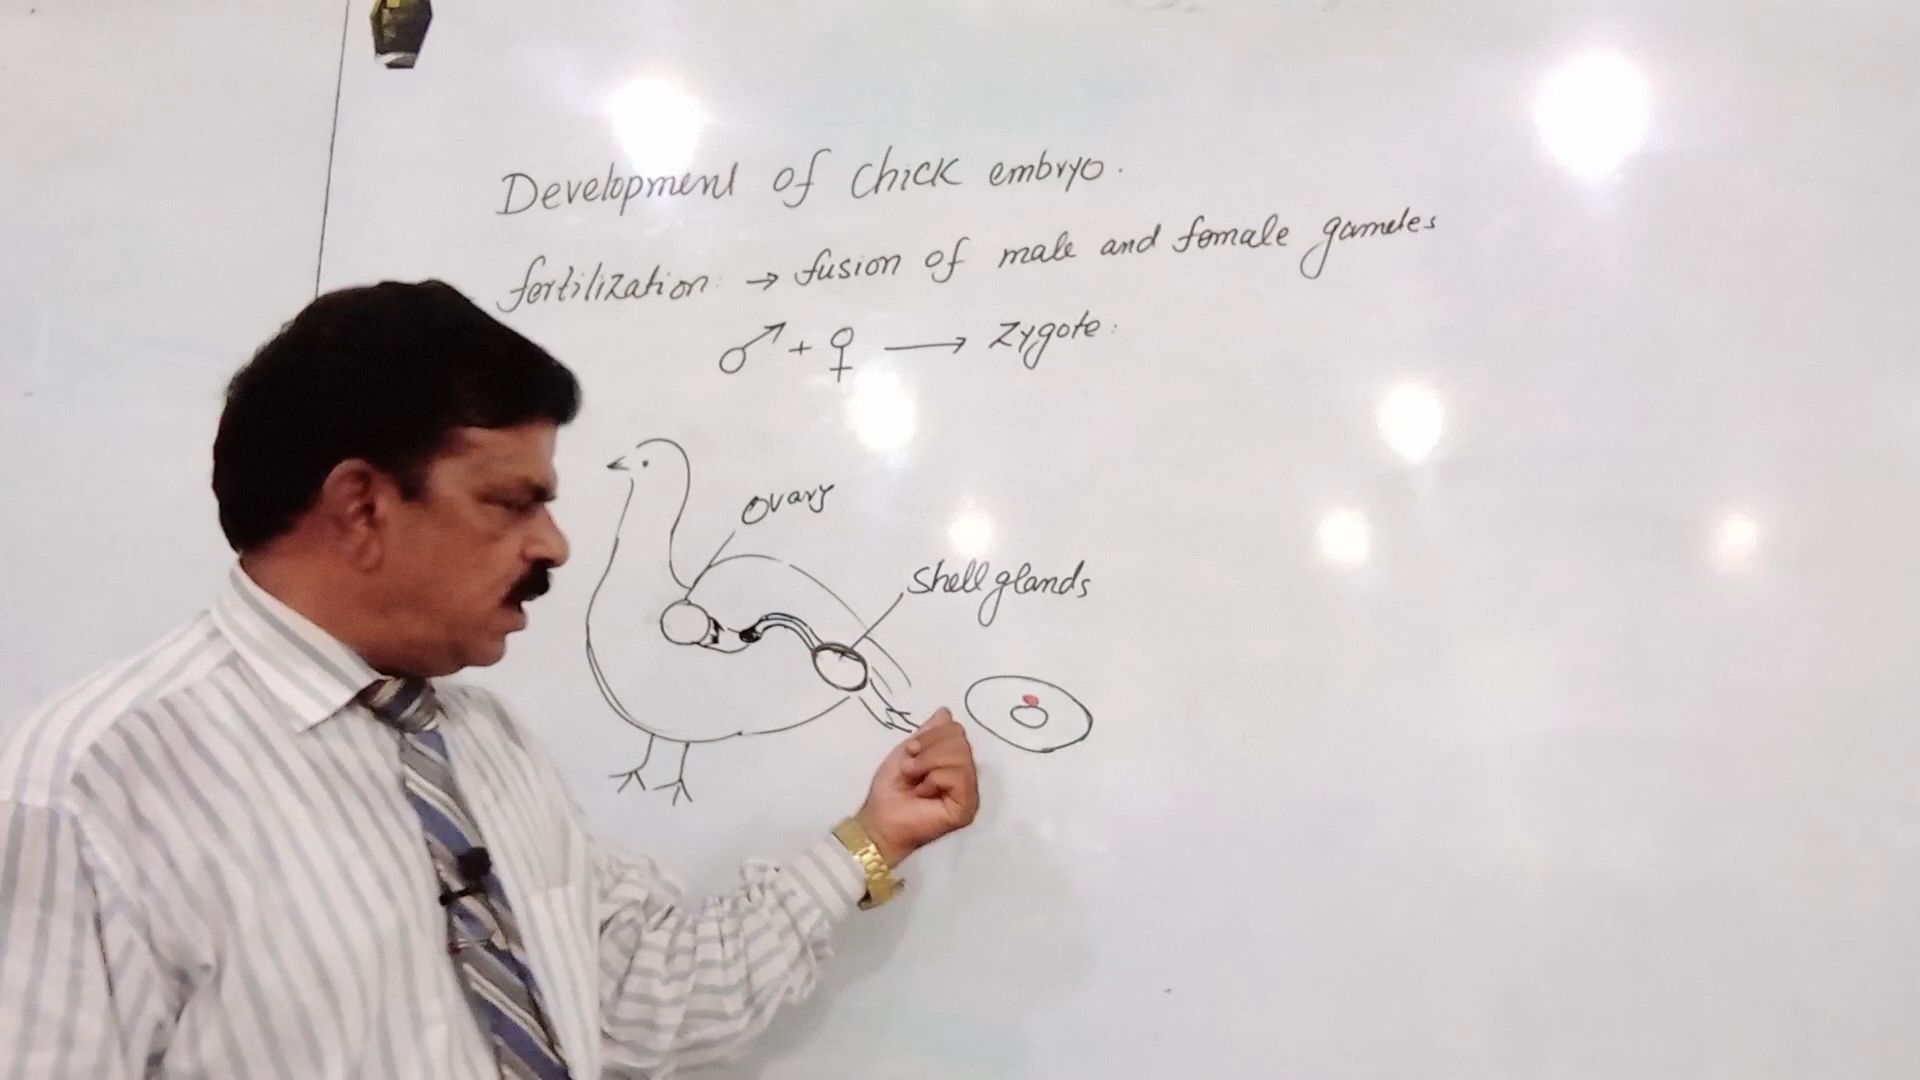 Development of chick embryo.
fertilization → fusion of male and female gametes
♂ + ♀ → Zygote.
Ovary
Shell glands